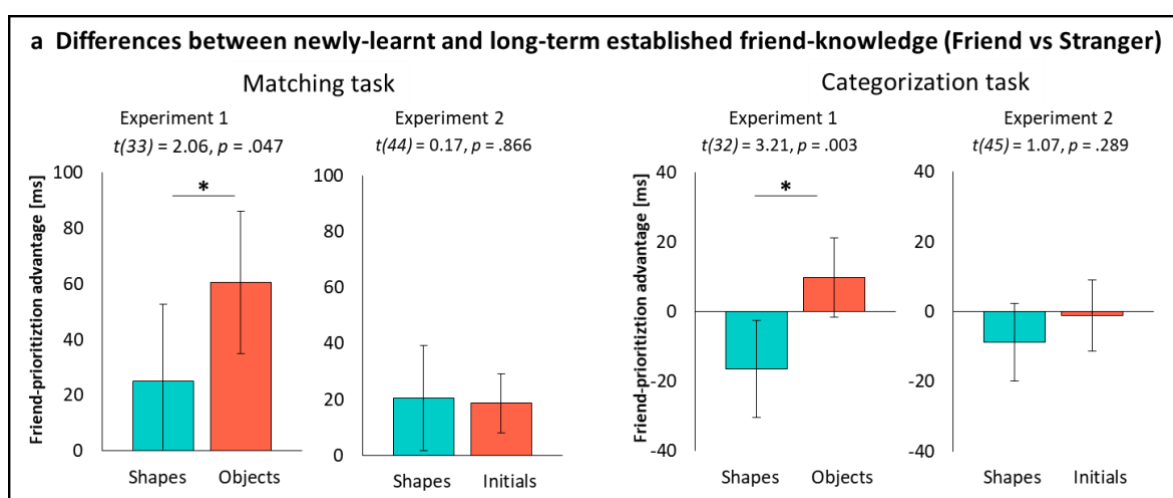 a Differences between newly-learnt and long-term established friend-knowledge (Friend vs Stranger)
Matching task
Experiment 1
t(33) = 2.06, p = .047
Friend-prioritiztion advantage [ms]
100
80
60
40
20
0
*
Shapes Objects
Experiment 2
t(44) = 0.17, p = .866
100
80
60
40
20
0
Shapes Initials
Categorization task
Experiment 1
t(32) = 3.21, p = .003
Friend-prioritiztion advantage [ms]
40
20
0
-20
-40
*
Shapes Objects
Experiment 2
t(45) = 1.07, p = .289
40
20
0
-20
-40
Shapes Initials